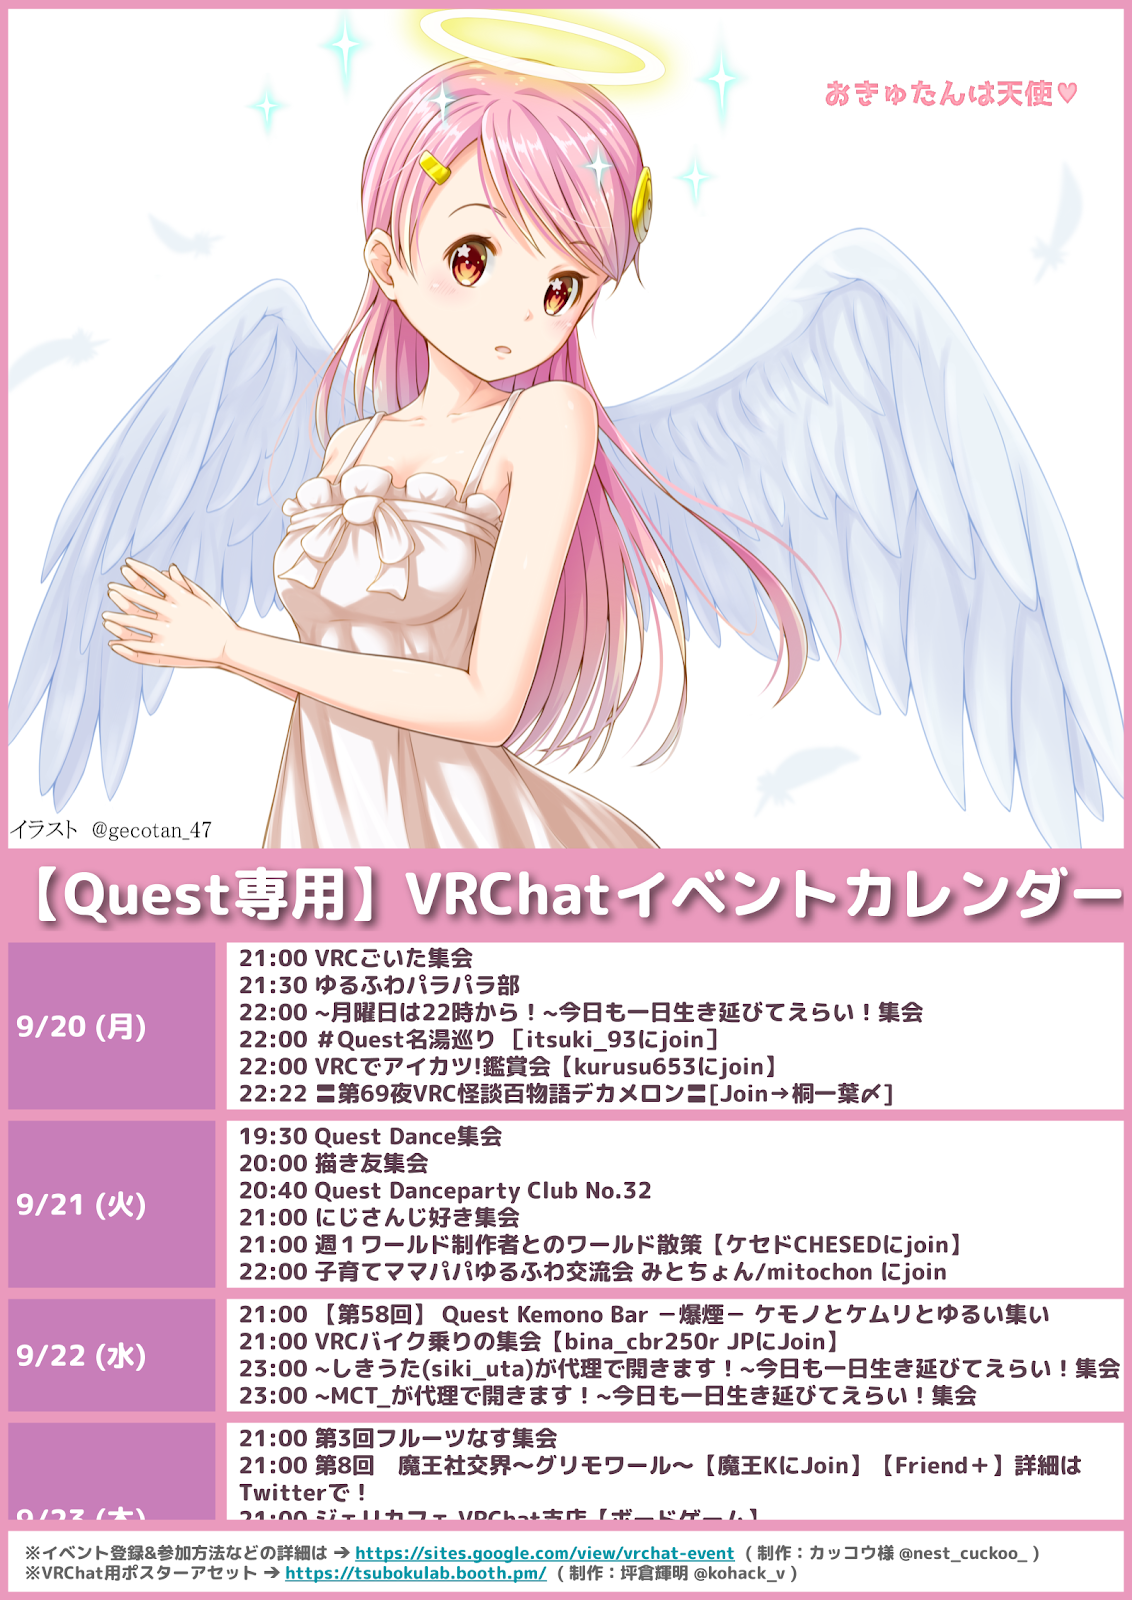 おきゅたんは天使♥
イラスト @gecotan_47
【Quest専用】VRChatイベントカレンダー
9/20 (月)
21:00 VRCごいた集会
21:30 ゆるふわパラパラ部
22:00 ~月曜日は22時から！~今日も一日生き延びてえらい！集会
22:00 ＃Quest名湯巡り ［itsuki_93にjoin］
22:00 VRCでアイカツ!鑑賞会【kurusu653にjoin】
22:22 〓第69夜VRC怪談百物語デカメロン〓[Join→桐一葉〆]
9/21 (火)
19:30 Quest Dance集会
20:00 描き友集会
20:40 Quest Danceparty Club No.32
21:00 にじさんじ好き集会
21:00 週１ワールド制作者とのワールド散策【ケセドCHESEDにjoin】
22:00 子育てママパパゆるふわ交流会 みとちょん/mitochon にjoin
9/22 (水)
21:00 【第58回】 Quest Kemono Bar －爆煙－ ケモノとケムリとゆるい集い
21:00 VRCバイク乗りの集会【bina_cbr250r JPにJoin】
23:00 ~しきうた(siki_uta)が代理で開きます！~今日も一日生き延びてえらい！集会
23:00 ~MCT_が代理で開きます！~今日も一日生き延びてえらい！集会
9/23 (木)
21:00 第3回フルーツなす集会
21:00 第8回　魔王社交界～グリモワール～【魔王KにJoin】【Friend＋】詳細は
Twitterで！
21:00 ジェリカフェ VRChat支店【ボードゲーム】
※イベント登録&参加方法などの詳細は ➔ https://sites.google.com/view/vrchat-event ( 制作：カッコウ様 @nest_cuckoo_ )
※VRChat用ポスターアセット ➔ https://tsubokulab.booth.pm/ ( 制作：坪倉輝明 @kohack_v )